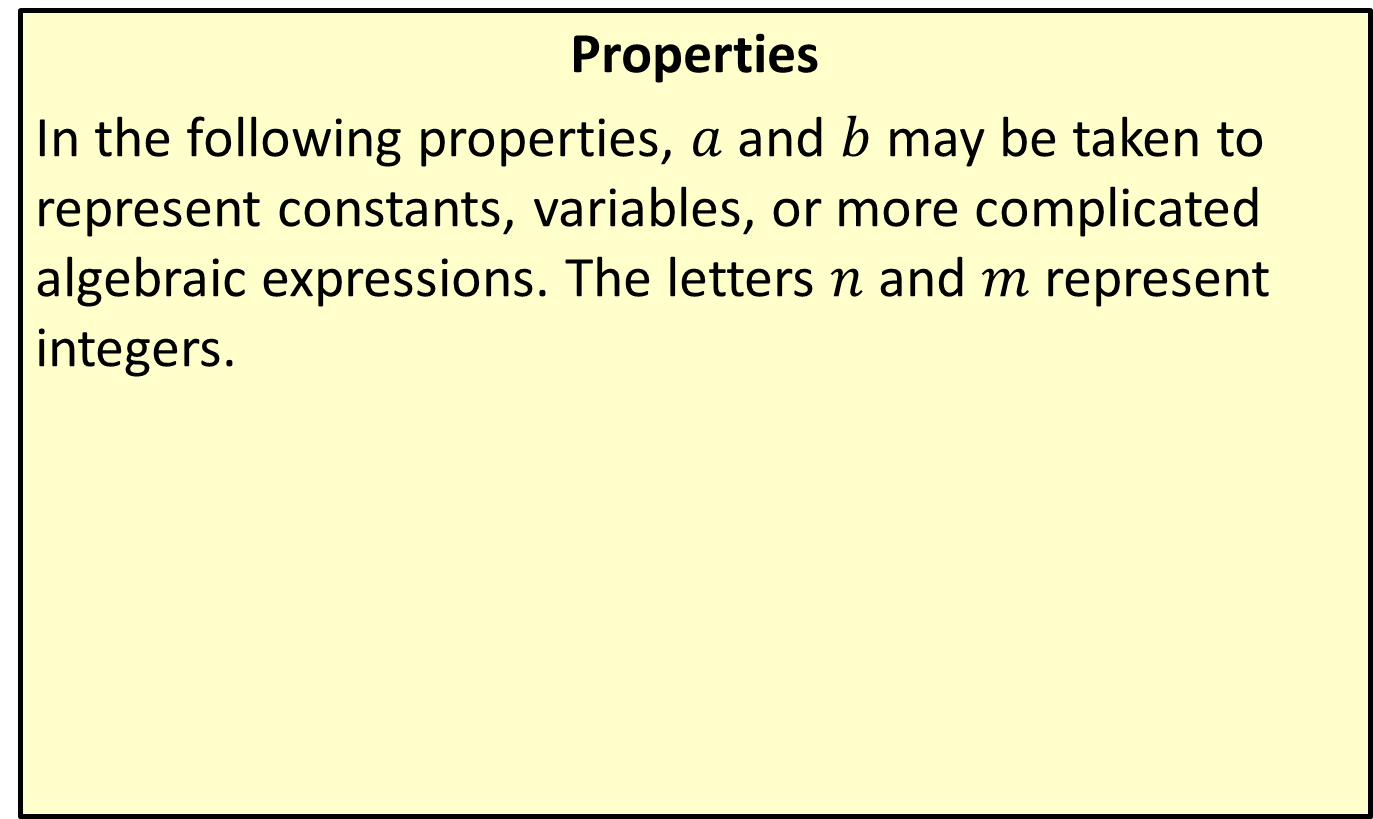 Properties
In the following properties, a and b may be taken to
represent constants, variables, or more complicated
algebraic expressions. The letters n and m represent
integers.